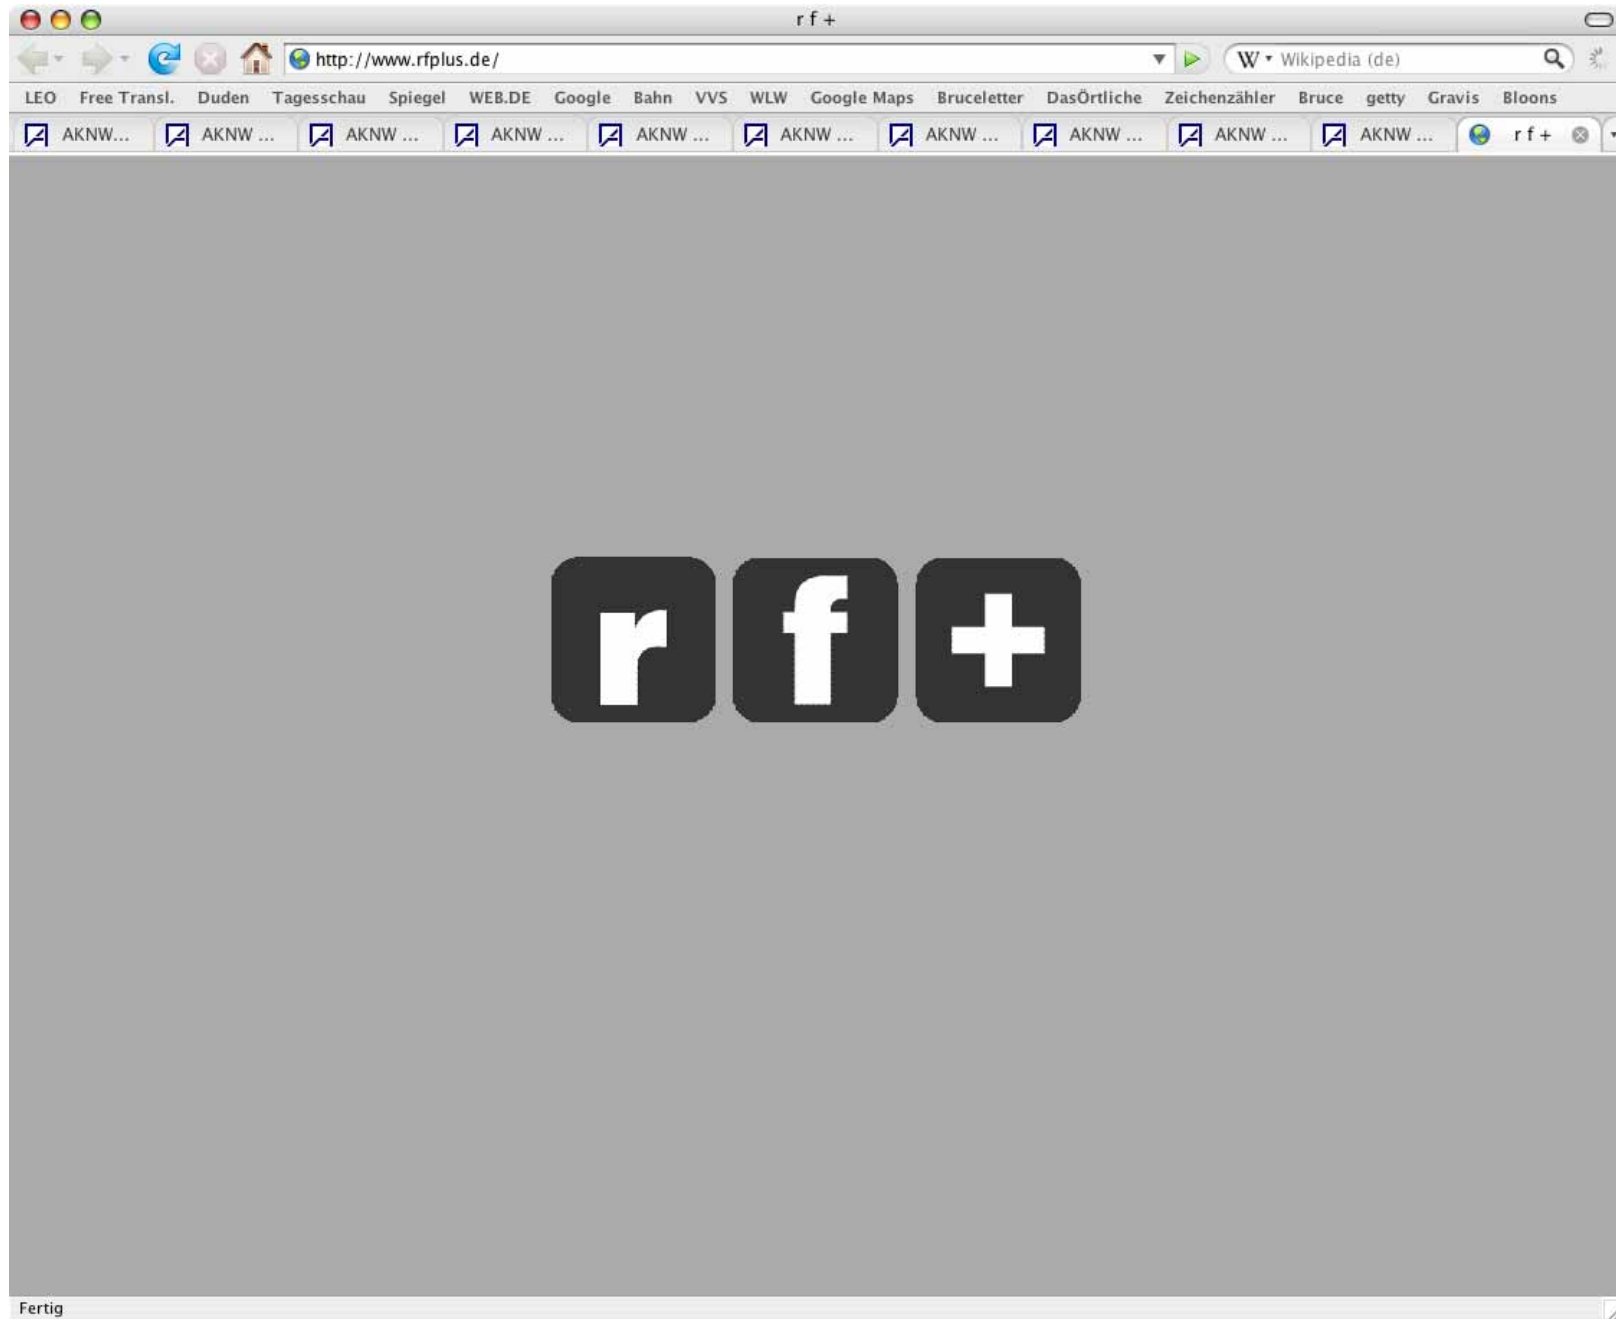 r f +
http://www.rfplus.de/ W Wikipedia (de)
LEO Free Transl. Duden Tagesschau Spiegel WEB.DE Google Bahn VVS WLW Google Maps Bruceletter DasÖrtliche Zeichenzähler Bruce getty Gravis Bloons
AKNW... AKNW ... AKNW ... AKNW ... AKNW ... AKNW ... AKNW ... AKNW ... AKNW ... AKNW ... r f +
r f +
Fertig